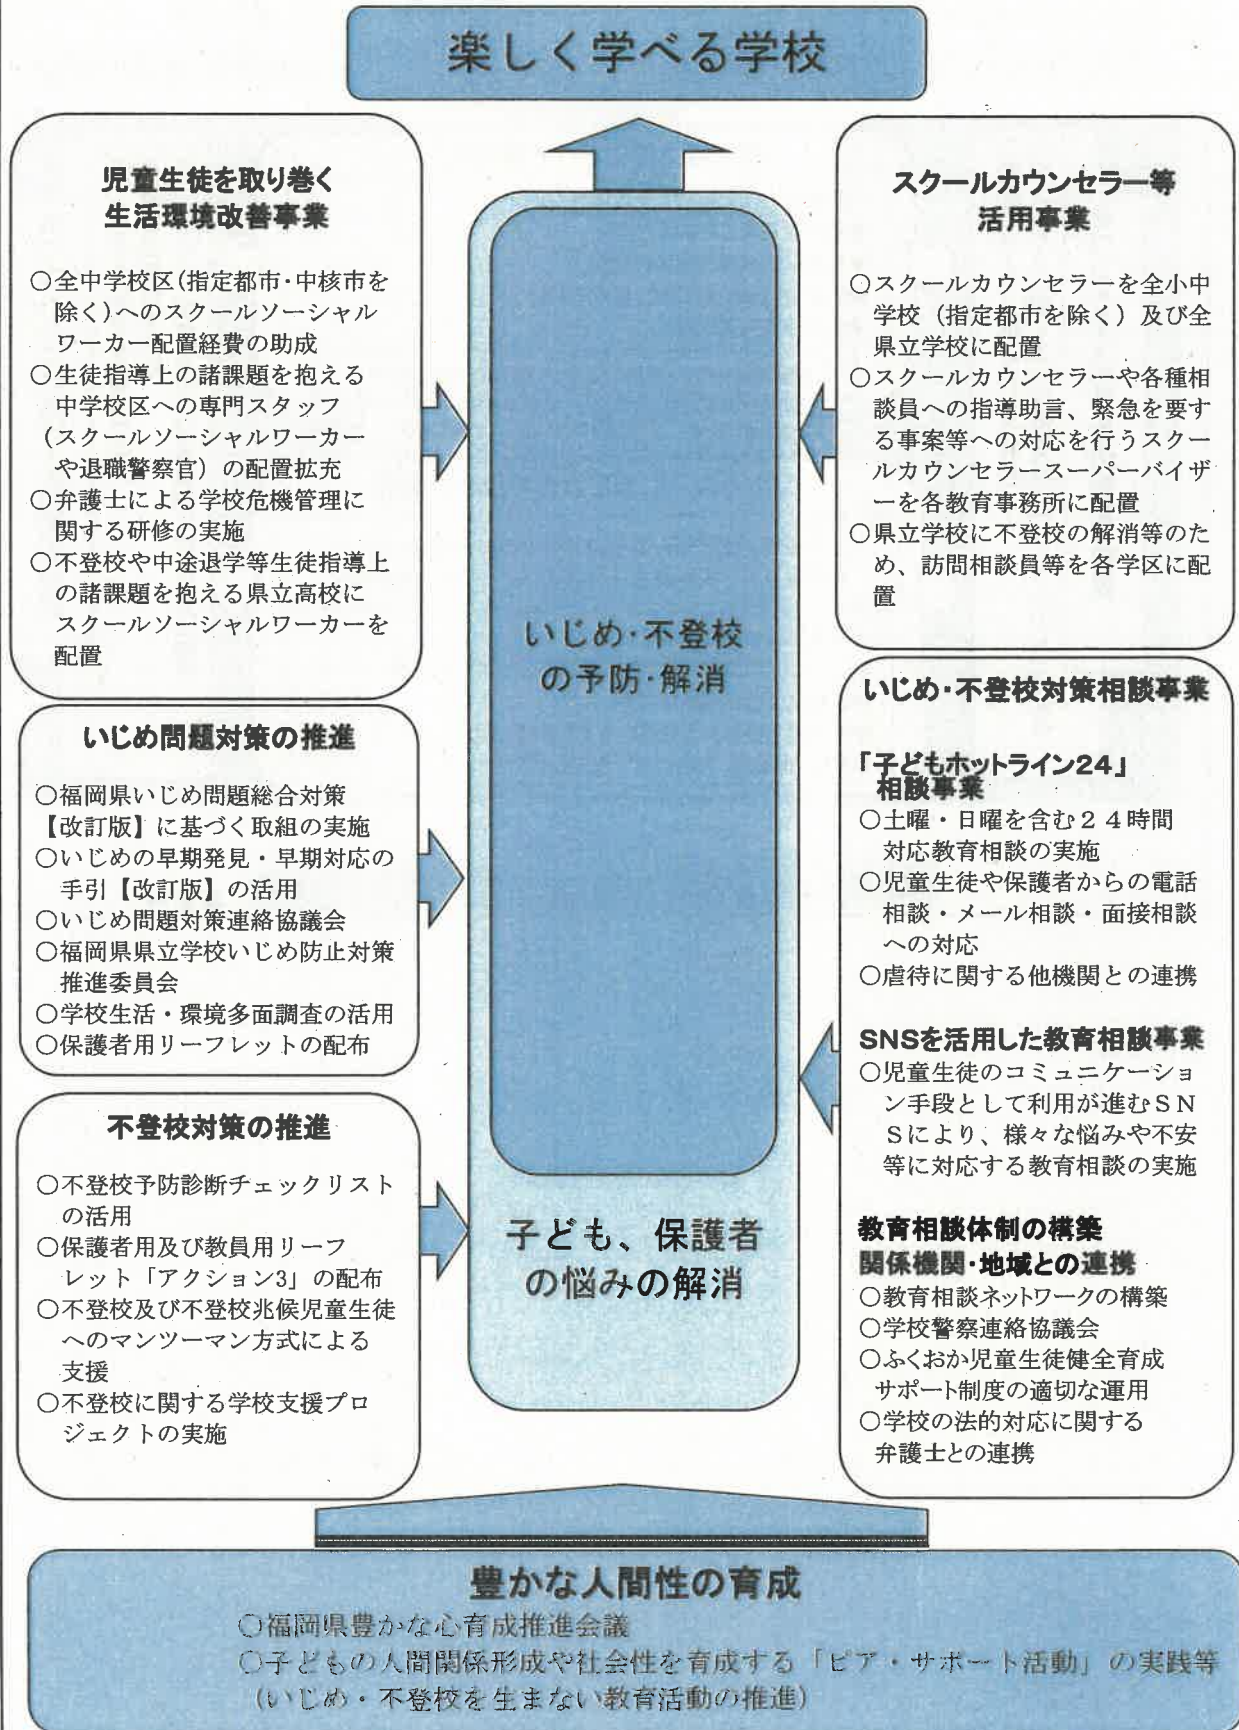 楽しく学べる学校
児童生徒を取り巻く
生活環境改善事業
○全中学校区(指定都市・中核市を
除く)へのスクールソーシャル
ワーカー配置経費の助成
○生徒指導上の諸課題を抱える
中学校区への専門スタッフ
(スクールソーシャルワーカー
や退職警察官)の配置拡充
○弁護士による学校危機管理に
関する研修の実施
○不登校や中途退学等生徒指導上
の諸課題を抱える県立高校に
スクールソーシャルワーカーを
配置
いじめ問題対策の推進
○福岡県いじめ問題総合対策
【改訂版】に基づく取組の実施
○いじめの早期発見・早期対応の
手引【改訂版】の活用
○いじめ問題対策連絡協議会
○福岡県県立学校いじめ防止対策
推進委員会
○学校生活・環境多面調査の活用
○保護者用リーフレットの配布
不登校対策の推進
○不登校予防診断チェックリスト
の活用
○保護者用及び教員用リーフ
レット「アクション3」の配布
○不登校及び不登校兆候児童生徒
へのマンツーマン方式による
支援
○不登校に関する学校支援プロ
ジェクトの実施
いじめ・不登校
の予防・解消
子ども、保護者
の悩みの解消
スクールカウンセラー等
活用事業
○スクールカウンセラーを全小中
学校(指定都市を除く)及び全
県立学校に配置
○スクールカウンセラーや各種相
談員への指導助言、緊急を要す
る事案等への対応を行うスクー
ルカウンセラースーパーバイザ
ーを各教育事務所に配置
○県立学校に不登校の解消等のた
め、訪問相談員等を各学区に配
置
いじめ・不登校対策相談事業
「子どもホットライン24」
相談事業
○土曜・日曜を含む24時間
対応教育相談の実施
○児童生徒や保護者からの電話
相談・メール相談・面接相談
への対応
○虐待に関する他機関との連携
SNSを活用した教育相談事業
○児童生徒のコミュニケーショ
ン手段として利用が進むSN
Sにより、様々な悩みや不安
等に対応する教育相談の実施
教育相談体制の構築
関係機関・地域との連携
○教育相談ネットワークの構築
○学校警察連絡協議会
○ふくおか児童生徒健全育成
サポート制度の適切な運用
○学校の法的対応に関する
弁護士との連携
豊かな人間性の育成
○福岡県豊かな心育成推進会議
○子どもの人間関係形成や社会性を育成する「ピア・サポート活動」の実践等
(いじめ・不登校を生まない教育活動の推進)